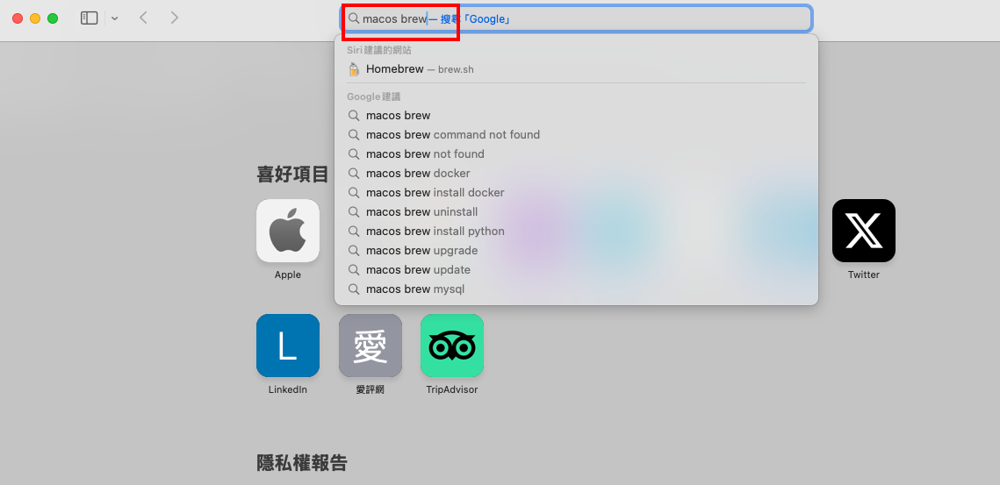 macos brew — 搜尋「Google」
Siri建議的網站
Homebrew — brew.sh
Google建議
macos brew
macos brew command not found
macos brew not found
macos brew docker
macos brew install docker
macos brew uninstall
macos brew install python
macos brew upgrade
macos brew update
macos brew mysql
喜好項目
Apple
Twitter
L
愛
LinkedIn
愛評網
TripAdvisor
隱私權報告